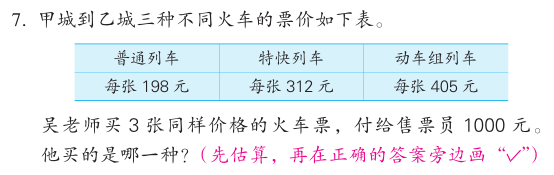 7. 甲城到乙城三种不同火车的票价如下表。
普通列车 特快列车 动车组列车
每张 198 元 每张 312 元 每张 405 元
吴老师买 3 张同样价格的火车票，付给售票员 1000 元。
他买的是哪一种？（先估算，再在正确的答案旁边画“✓”）